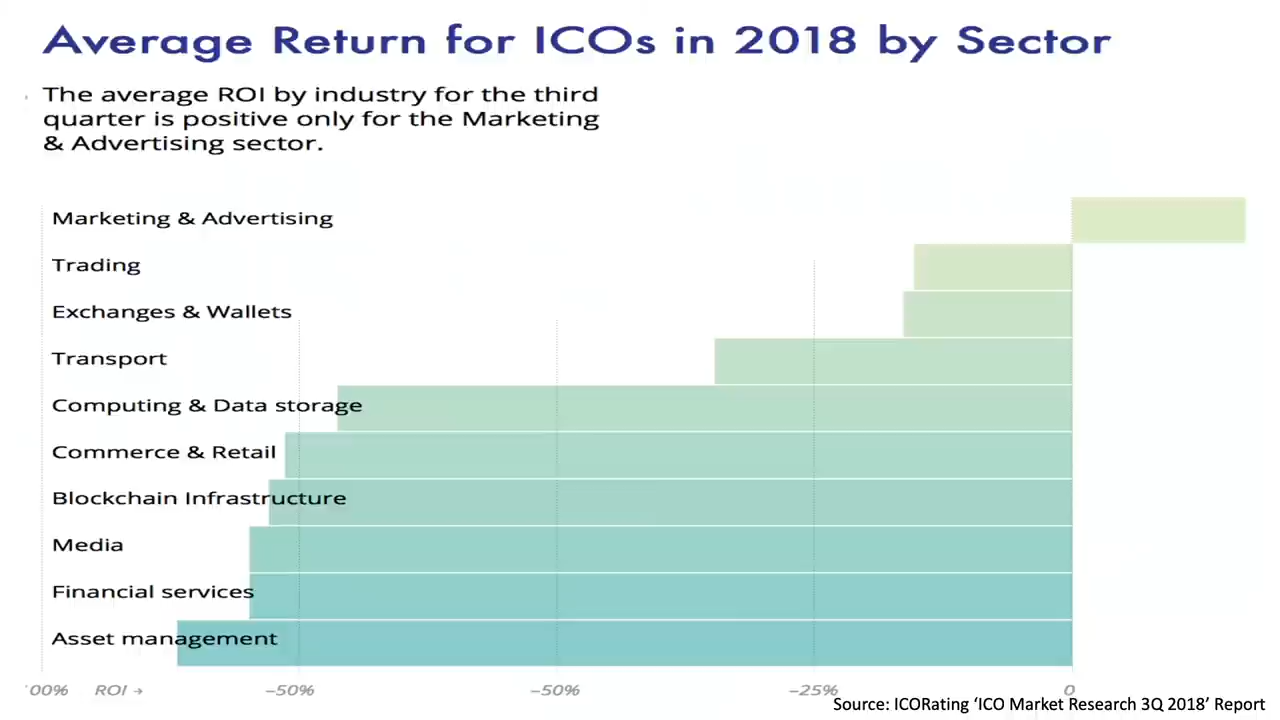 Average Return for ICOs in 2018 by Sector
The average ROI by industry for the third
quarter is positive only for the Marketing
& Advertising sector.
Marketing & Advertising
Trading
Exchanges & Wallets
Transport
Computing & Data storage
Commerce & Retail
Blockchain Infrastructure
Media
Financial services
Asset management
00% ROI → –50% –50% –25% 0
Source: ICORating ‘ICO Market Research 3Q 2018’ Report